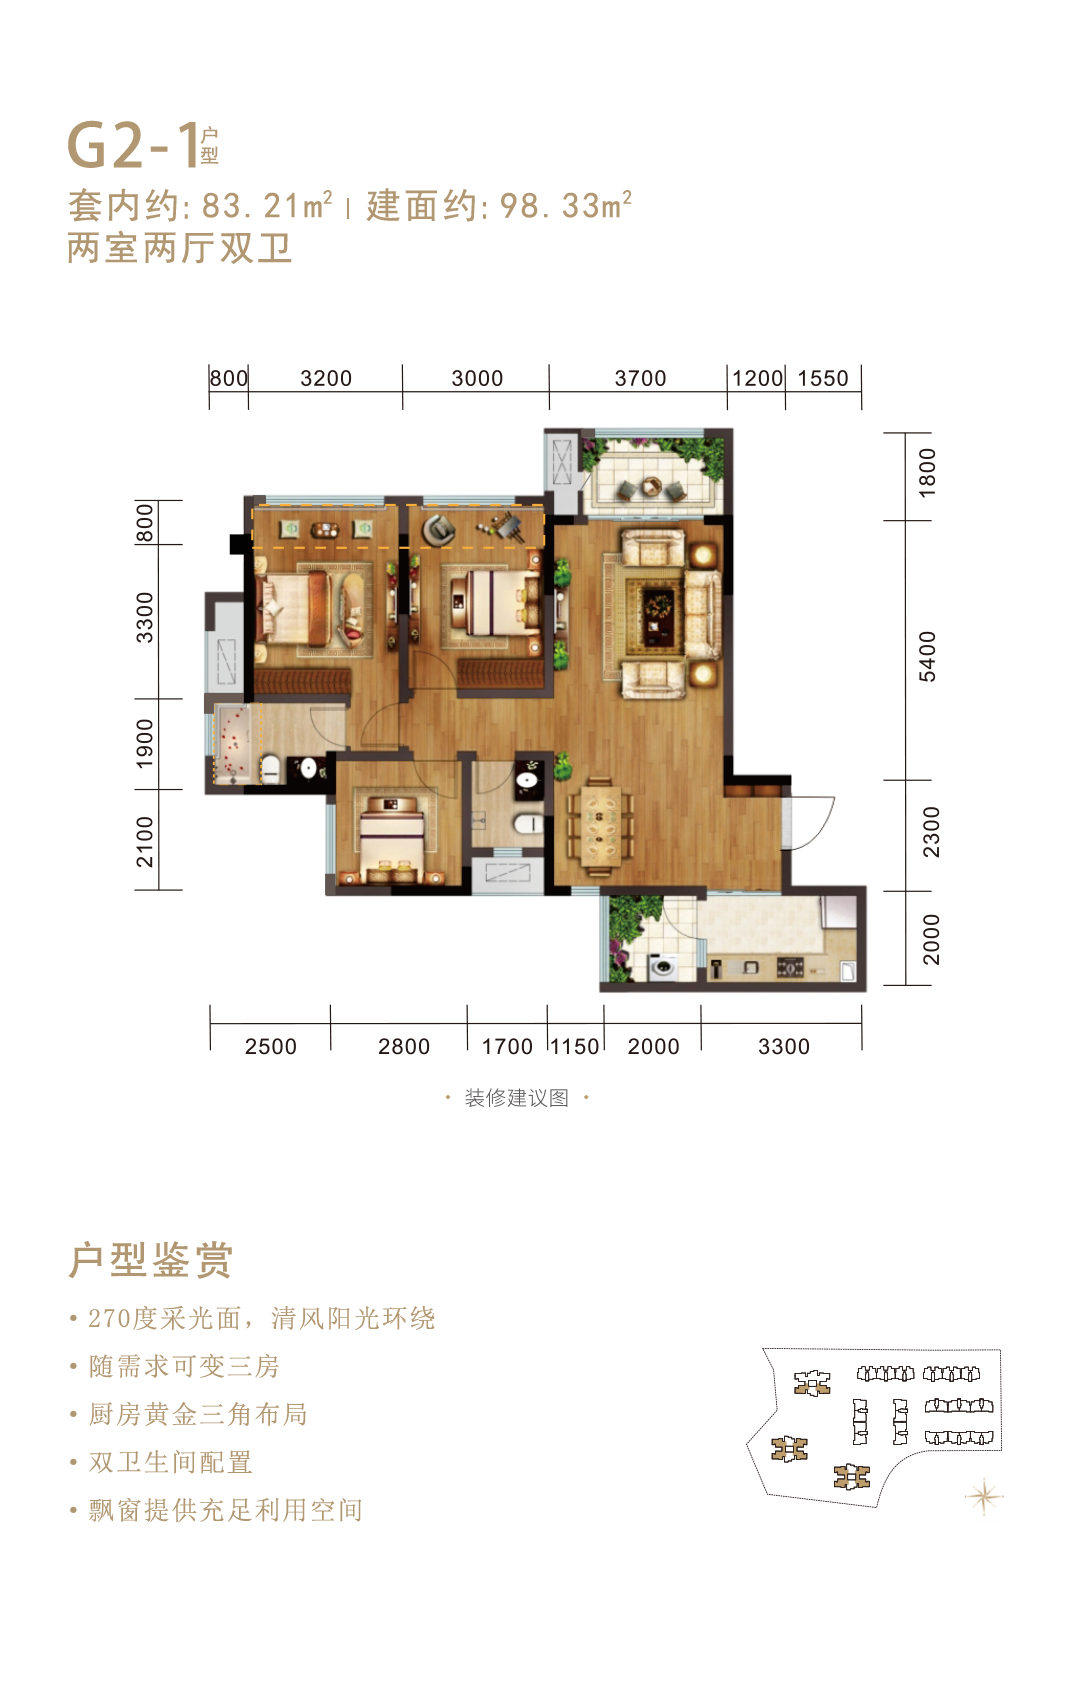 G2-1户型
套内约: 83.21m²  |  建面约: 98.33m²
两室两厅双卫
800 3200 3000 3700 1200 1550
800
3300
1900
2100
1800
5400
2300
2000
2500 2800 1700 1150 2000 3300
· 装修建议图 ·
户型鉴赏
• 270度采光面，清风阳光环绕
• 随需求可变三房
• 厨房黄金三角布局
• 双卫生间配置
• 飘窗提供充足利用空间